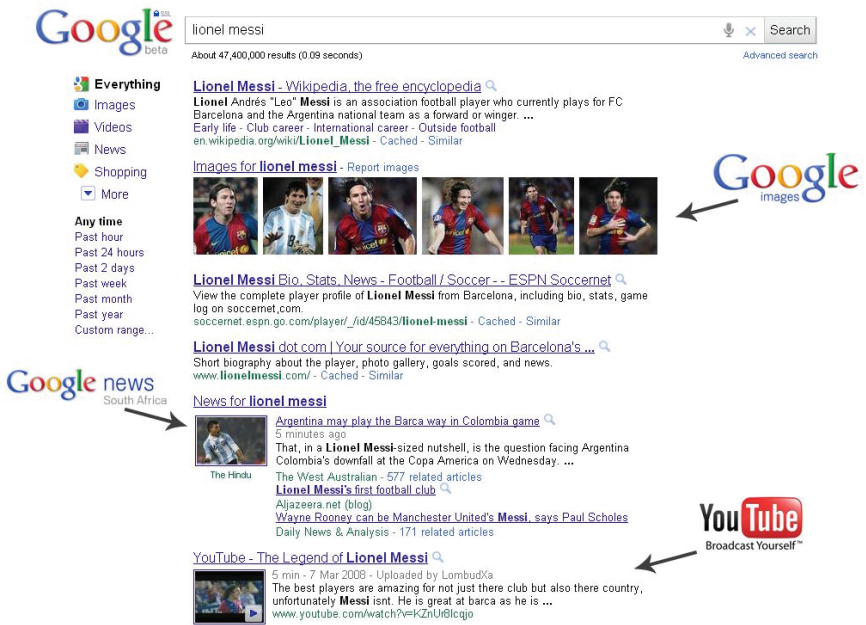 Google
SSL
beta
lionel messi
Search
About 47,400,000 results (0.09 seconds)
Advanced search
Everything
Images
Videos
News
Shopping
More
Any time
Past hour
Past 24 hours
Past 2 days
Past week
Past month
Past year
Custom range...
Lionel Messi - Wikipedia, the free encyclopedia
Lionel Andrés "Leo" Messi is an association football player who currently plays for FC
Barcelona and the Argentina national team as a forward or winger. ...
Early life - Club career - International career - Outside football
en.wikipedia.org/wiki/Lionel_Messi - Cached - Similar
Images for lionel messi - Report images
Google
images
Lionel Messi Bio, Stats, News - Football / Soccer - - ESPN Soccernet
View the complete player profile of Lionel Messi from Barcelona, including bio, stats, game
log on soccernet.com.
soccernet.espn.go.com/player/_/id/45843/lionel-messi - Cached - Similar
Lionel Messi dot com | Your source for everything on Barcelona's ...
Short biography about the player, photo gallery, goals scored, and news.
www.lionelmessi.com/ - Cached - Similar
Google news
South Africa
News for lionel messi
Argentina may play the Barca way in Colombia game
5 minutes ago
That, in a Lionel Messi-sized nutshell, is the question facing Argentina
Colombia's downfall at the Copa America on Wednesday. ...
The Hindu
The West Australian - 577 related articles
Lionel Messi's first football club
Aljazeera.net (blog)
Wayne Rooney can be Manchester United's Messi, says Paul Scholes
Daily News & Analysis - 171 related articles
YouTube
Broadcast Yourself™
YouTube - The Legend of Lionel Messi
5 min - 7 Mar 2008 - Uploaded by LombudXa
The best players are amazing for not just there club but also there country,
unfortunately Messi isnt. He is great at barca as he is ...
www.youtube.com/watch?v=KZnUr8lcqjo